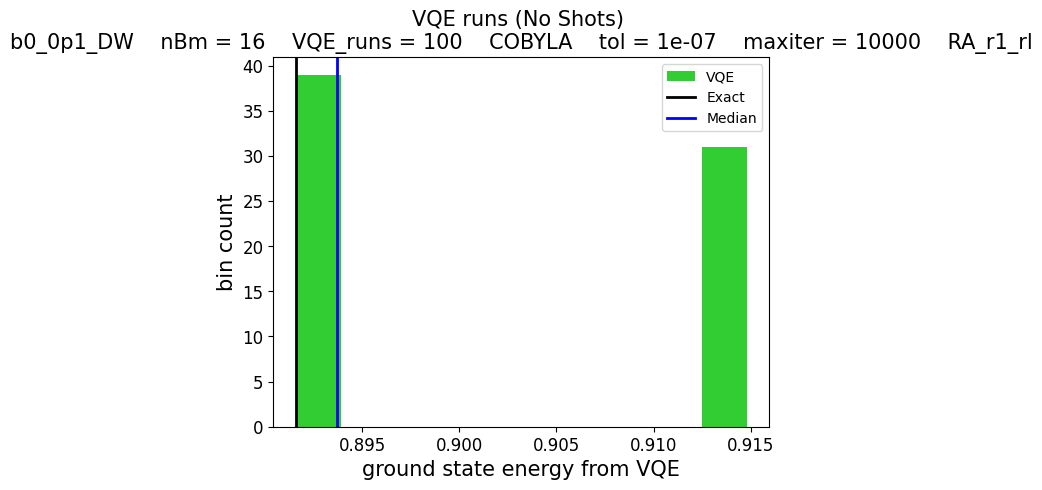 VQE runs (No Shots)
b0_0p1_DW    nBm = 16    VQE_runs = 100    COBYLA    tol = 1e-07    maxiter = 10000    RA_r1_rl
40
35
30
25
20
15
10
5
0
bin count
VQE
Exact
Median
0.895
0.900
0.905
0.910
0.915
ground state energy from VQE